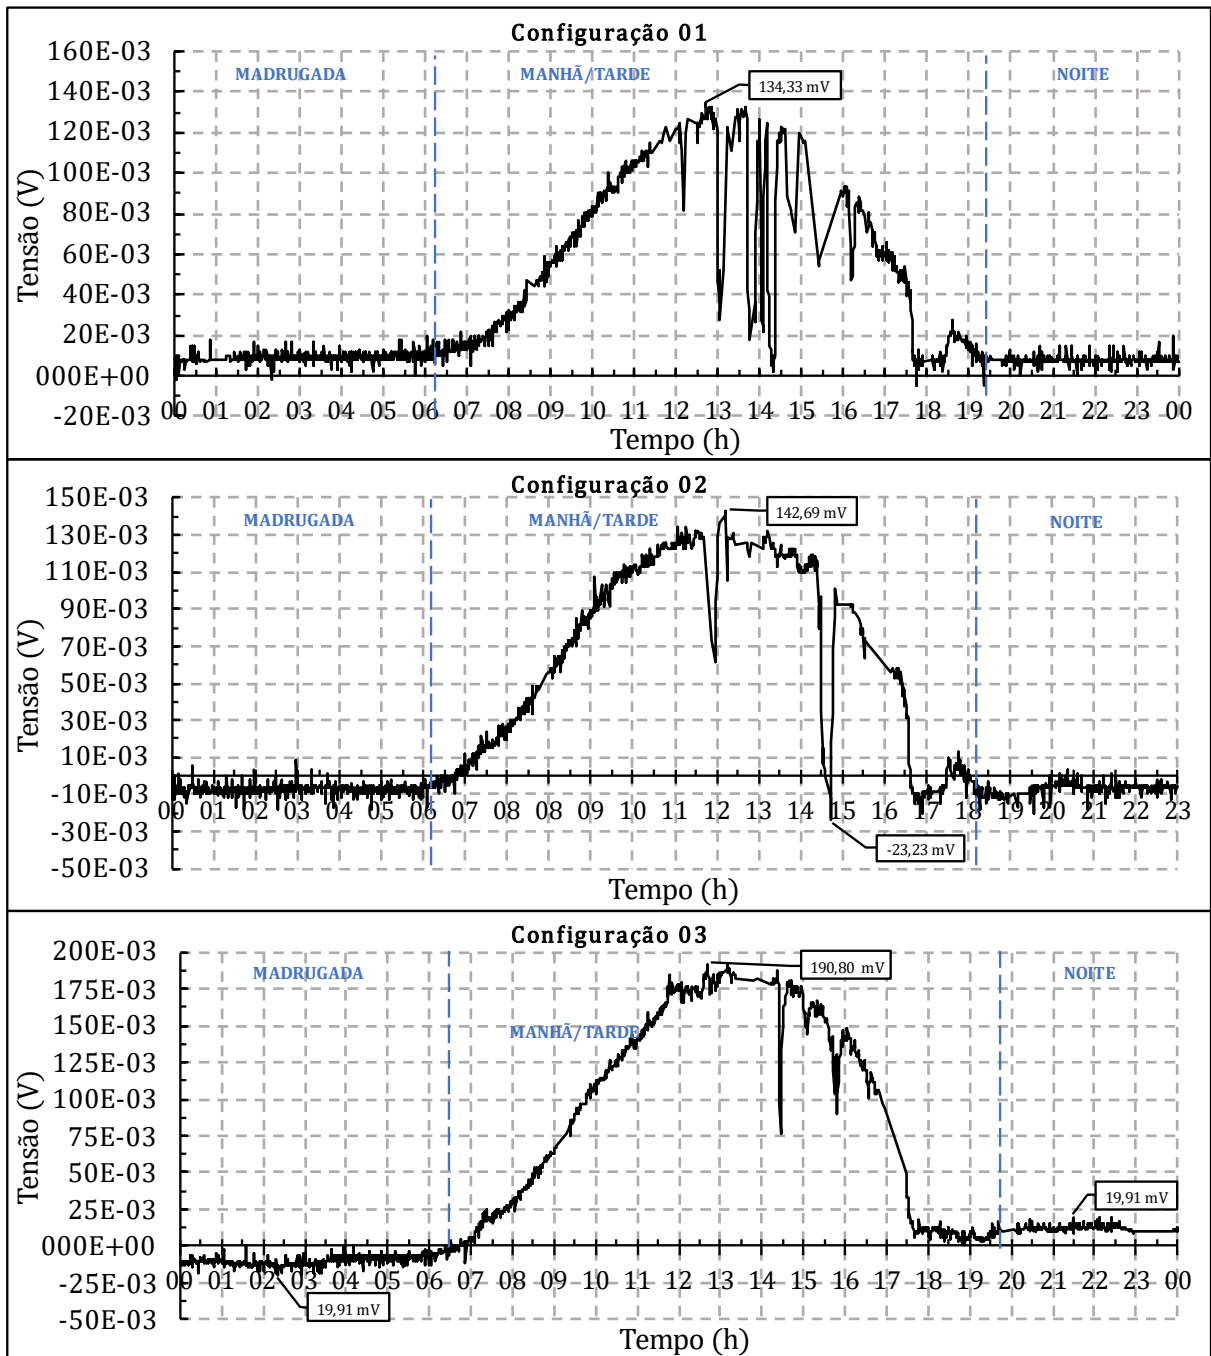 Configuração 01
160E-03
MADRUGADA MANHÃ/TARDE NOITE
140E-03
134,33 mV
120E-03
100E-03
80E-03
60E-03
40E-03
20E-03
000E+00
-20E-03
Tensão (V)
00 01 02 03 04 05 06 07 08 09 10 11 12 13 14 15 16 17 18 19 20 21 22 23 00
Tempo (h)
Configuração 02
150E-03
142,69 mV
MADRUGADA MANHÃ/TARDE NOITE
130E-03
110E-03
90E-03
70E-03
50E-03
30E-03
10E-03
-10E-03
-30E-03
-23,23 mV
-50E-03
Tensão (V)
00 01 02 03 04 05 06 07 08 09 10 11 12 13 14 15 16 17 18 19 20 21 22 23
Tempo (h)
Configuração 03
200E-03
190,80 mV
MADRUGADA NOITE
175E-03
MANHÃ/TARDE
150E-03
125E-03
100E-03
75E-03
50E-03
25E-03
19,91 mV
000E+00
-25E-03
-50E-03
Tensão (V)
00 01 02 03 04 05 06 07 08 09 10 11 12 13 14 15 16 17 18 19 20 21 22 23 00
19,91 mV
Tempo (h)